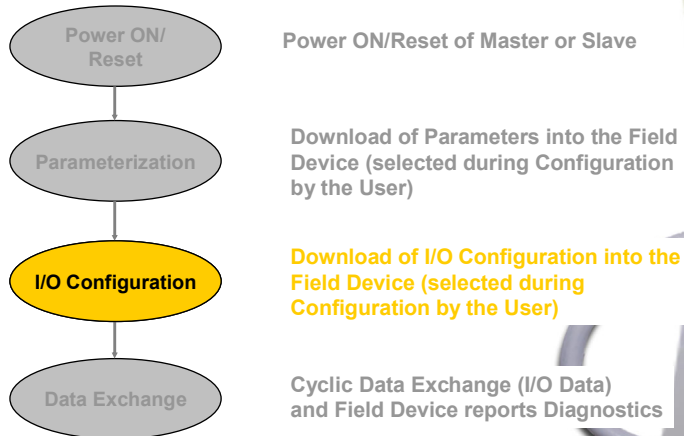 Power ON/
Reset
Power ON/Reset of Master or Slave
Parameterization
Download of Parameters into the Field
Device (selected during Configuration
by the User)
I/O Configuration
Download of I/O Configuration into the
Field Device (selected during
Configuration by the User)
Data Exchange
Cyclic Data Exchange (I/O Data)
and Field Device reports Diagnostics